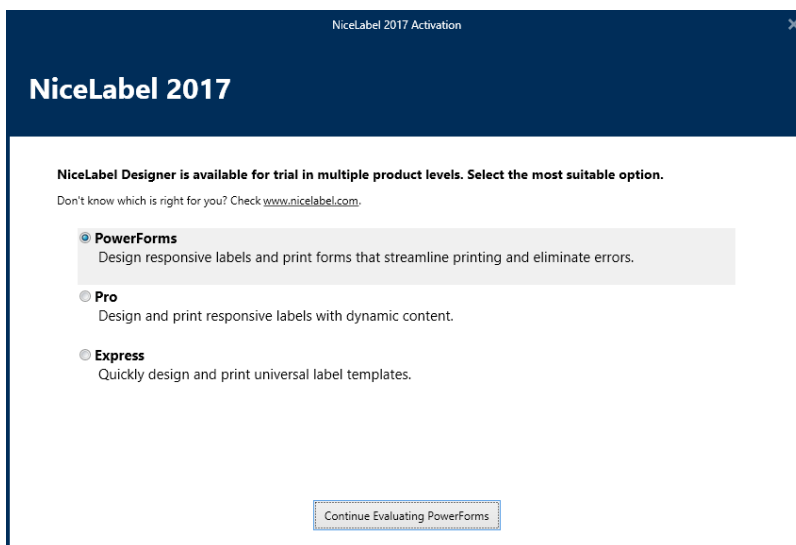 NiceLabel 2017 Activation
NiceLabel 2017
NiceLabel Designer is available for trial in multiple product levels. Select the most suitable option.
Don't know which is right for you? Check www.nicelabel.com.
PowerForms
Design responsive labels and print forms that streamline printing and eliminate errors.
Pro
Design and print responsive labels with dynamic content.
Express
Quickly design and print universal label templates.
Continue Evaluating PowerForms